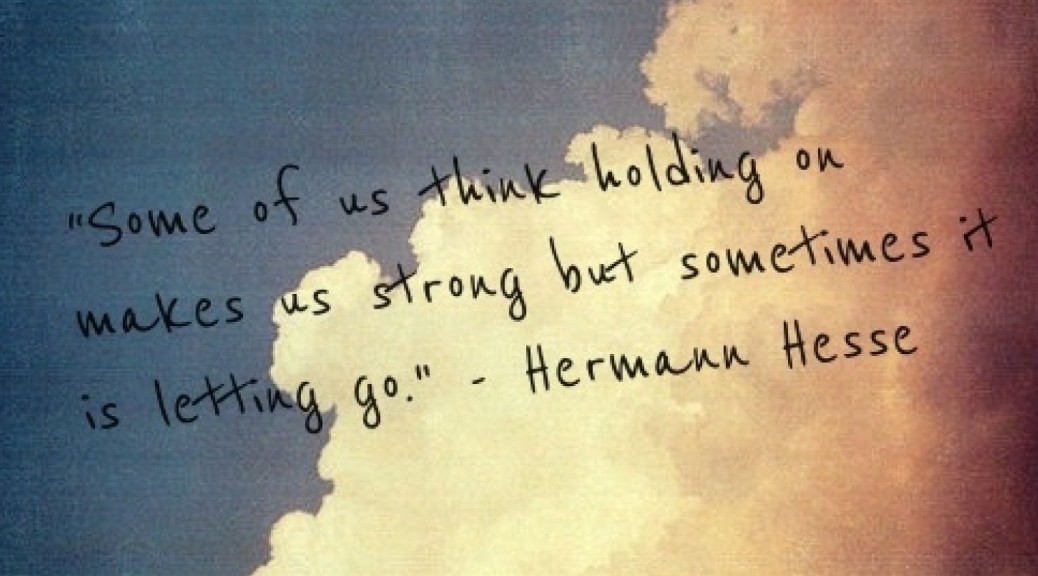 "Some of us think holding on
makes us strong but sometimes it
is letting go." - Hermann Hesse